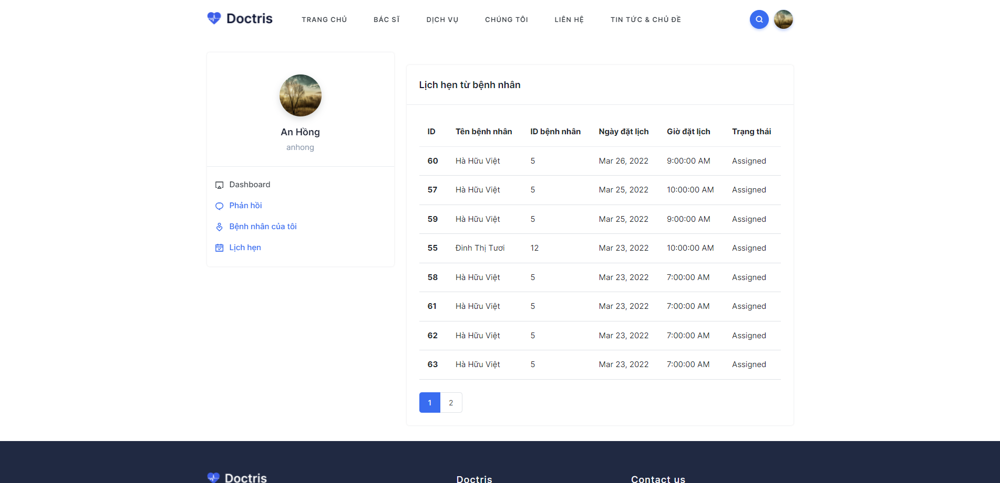 Doctris TRANG CHỦ BÁC SĨ DỊCH VỤ CHÚNG TÔI LIÊN HỆ TIN TỨC & CHỦ ĐỀ
An Hồng
anhong
Dashboard
Phản hồi
Bệnh nhân của tôi
Lịch hẹn
Lịch hẹn từ bệnh nhân
ID Tên bệnh nhân ID bệnh nhân Ngày đặt lịch Giờ đặt lịch Trạng thái
60 Hà Hữu Việt 5 Mar 26, 2022 9:00:00 AM Assigned
57 Hà Hữu Việt 5 Mar 25, 2022 10:00:00 AM Assigned
59 Hà Hữu Việt 5 Mar 25, 2022 9:00:00 AM Assigned
55 Đinh Thị Tươi 12 Mar 23, 2022 10:00:00 AM Assigned
58 Hà Hữu Việt 5 Mar 23, 2022 7:00:00 AM Assigned
61 Hà Hữu Việt 5 Mar 23, 2022 7:00:00 AM Assigned
62 Hà Hữu Việt 5 Mar 23, 2022 7:00:00 AM Assigned
63 Hà Hữu Việt 5 Mar 23, 2022 7:00:00 AM Assigned
1 2
Doctris Doctris Contact us